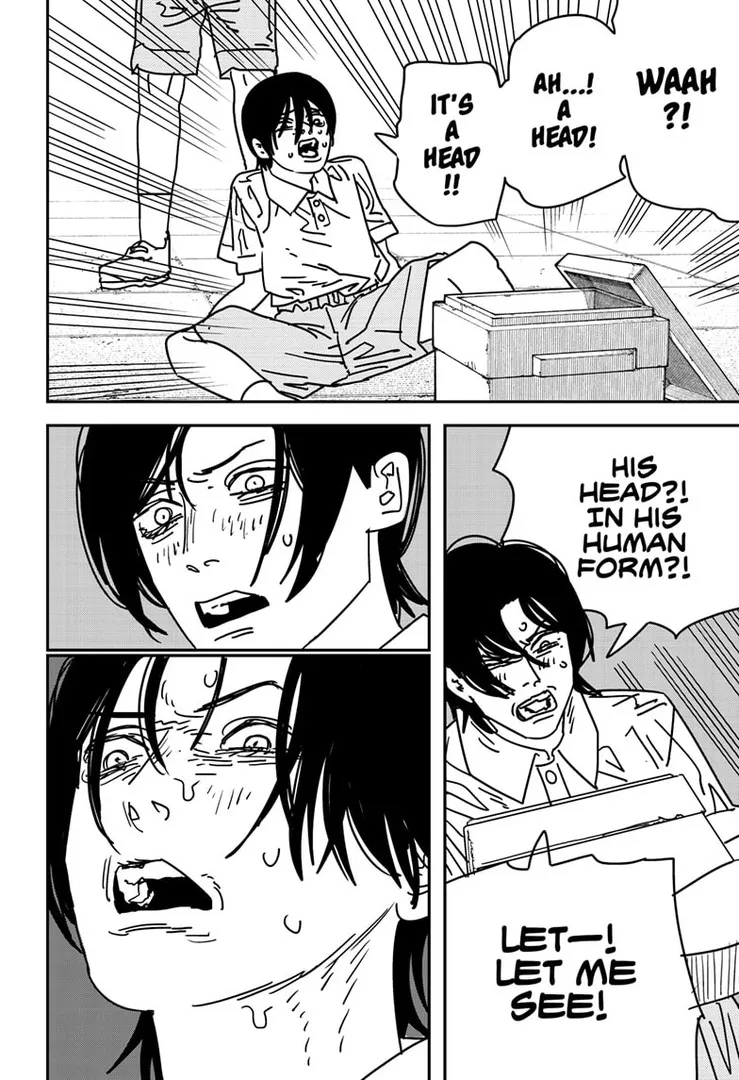 WAAH
?!
AH...!
A
HEAD!
IT'S
A
HEAD
!!
HIS
HEAD?!
IN HIS
HUMAN
FORM?!
LET—!
LET ME
SEE!